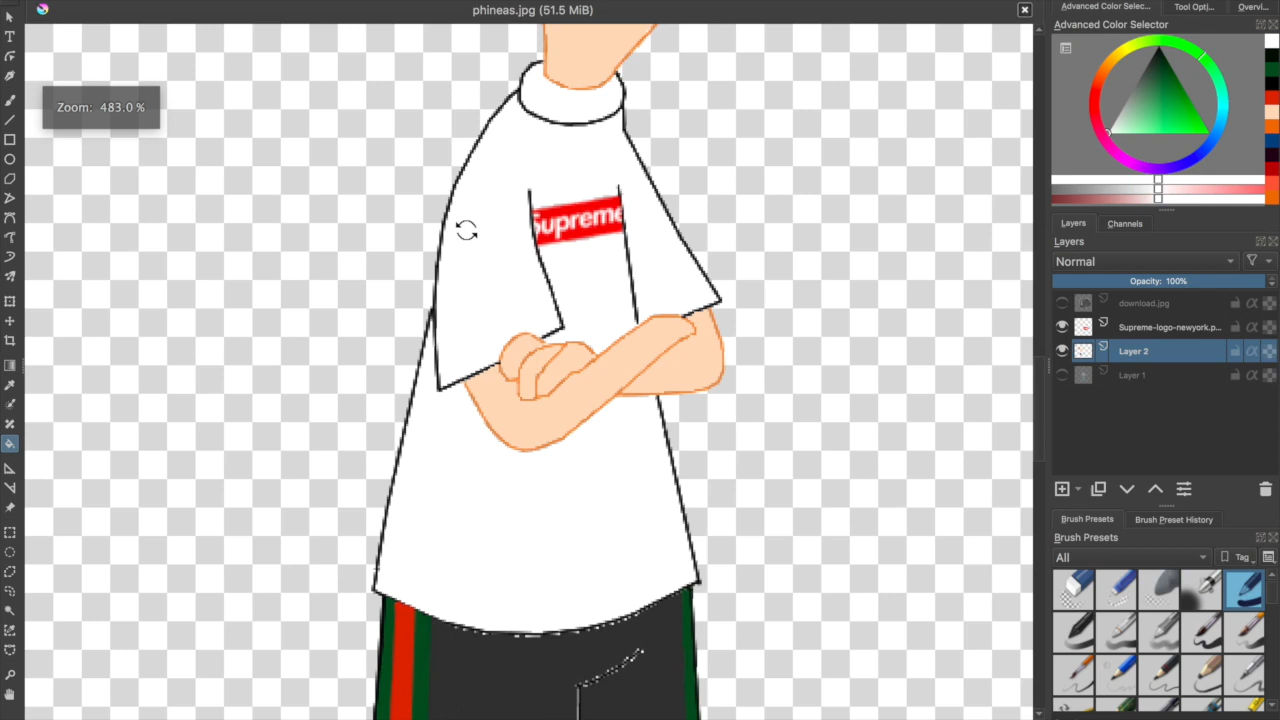 phineas.jpg (51.5 MiB)
Advanced Color Selec...
Tool Opti...
Overvi...
Advanced Color Selector
Zoom: 483.0 %
Supreme
Layers
Channels
Layers
Normal
Opacity: 100%
download.jpg
Supreme-logo-newyork.p...
Layer 2
Layer 1
Brush Presets
Brush Preset History
Brush Presets
All
Tag